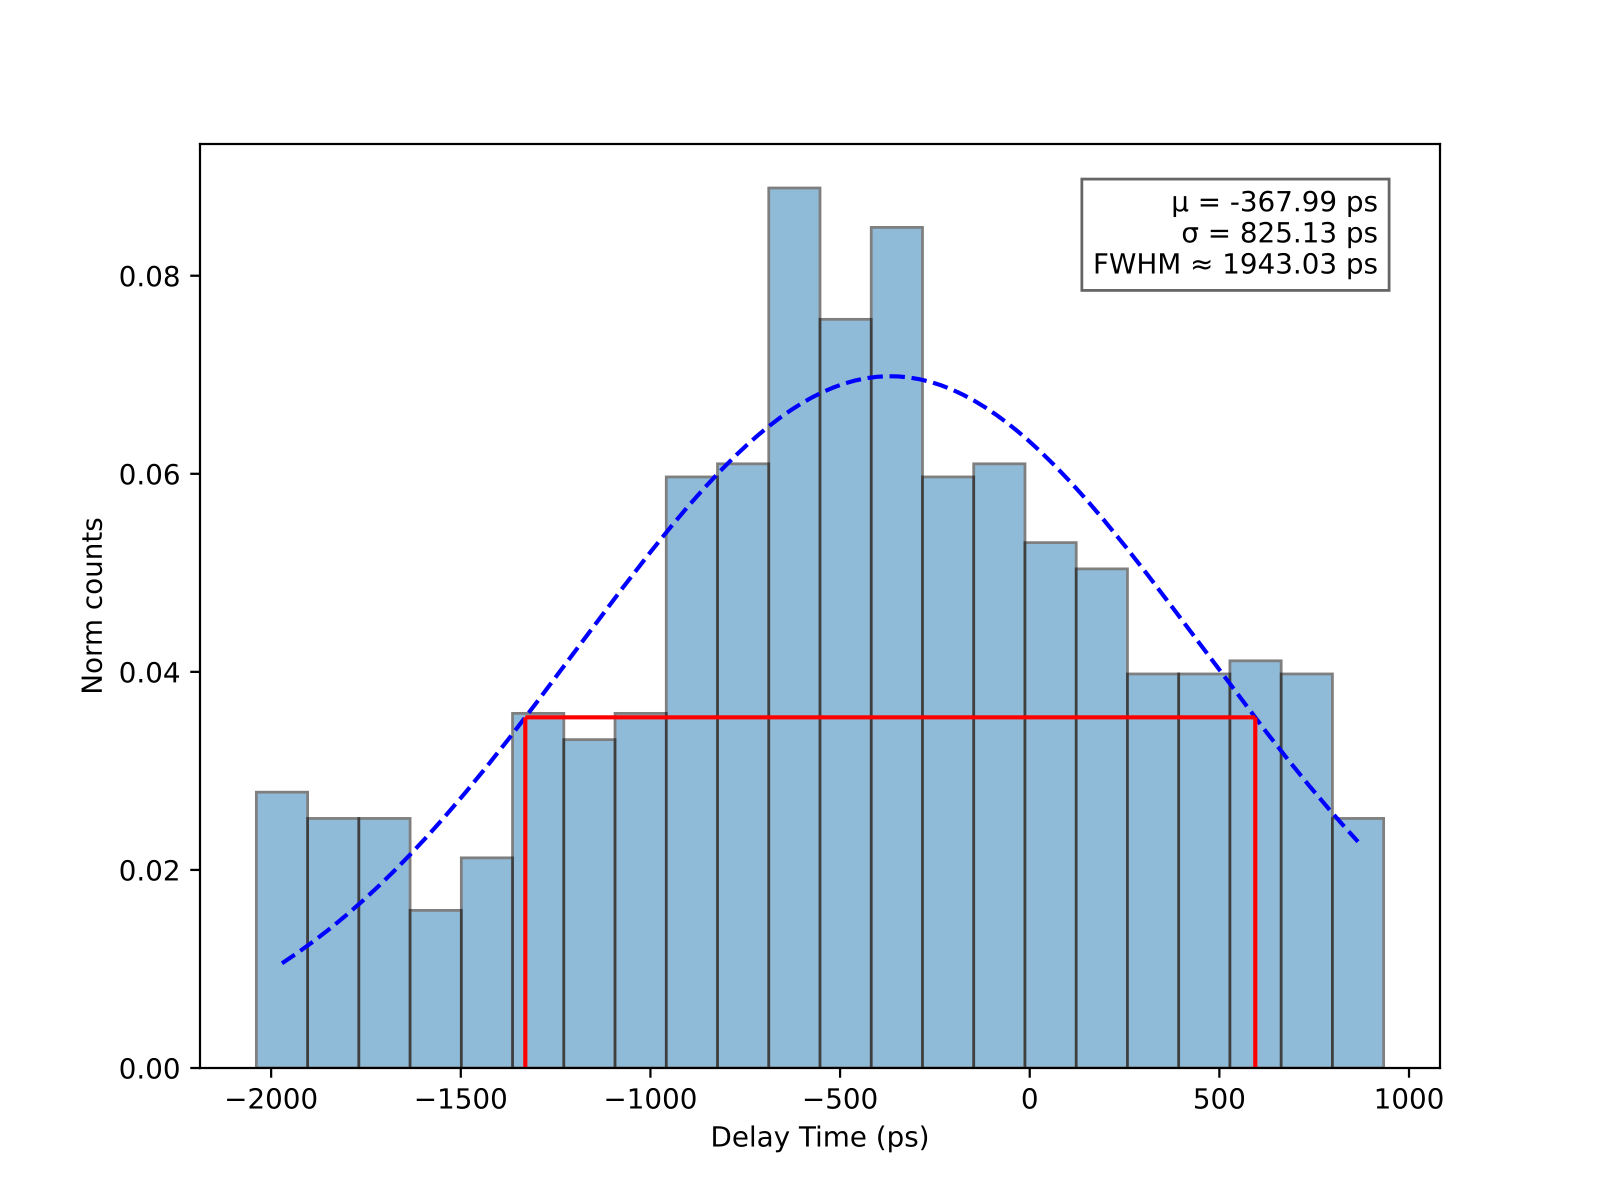 μ = -367.99 ps
σ = 825.13 ps
FWHM ≈ 1943.03 ps
0.08
0.06
0.04
0.02
0.00
Norm counts
−2000 −1500 −1000 −500 0 500 1000
Delay Time (ps)